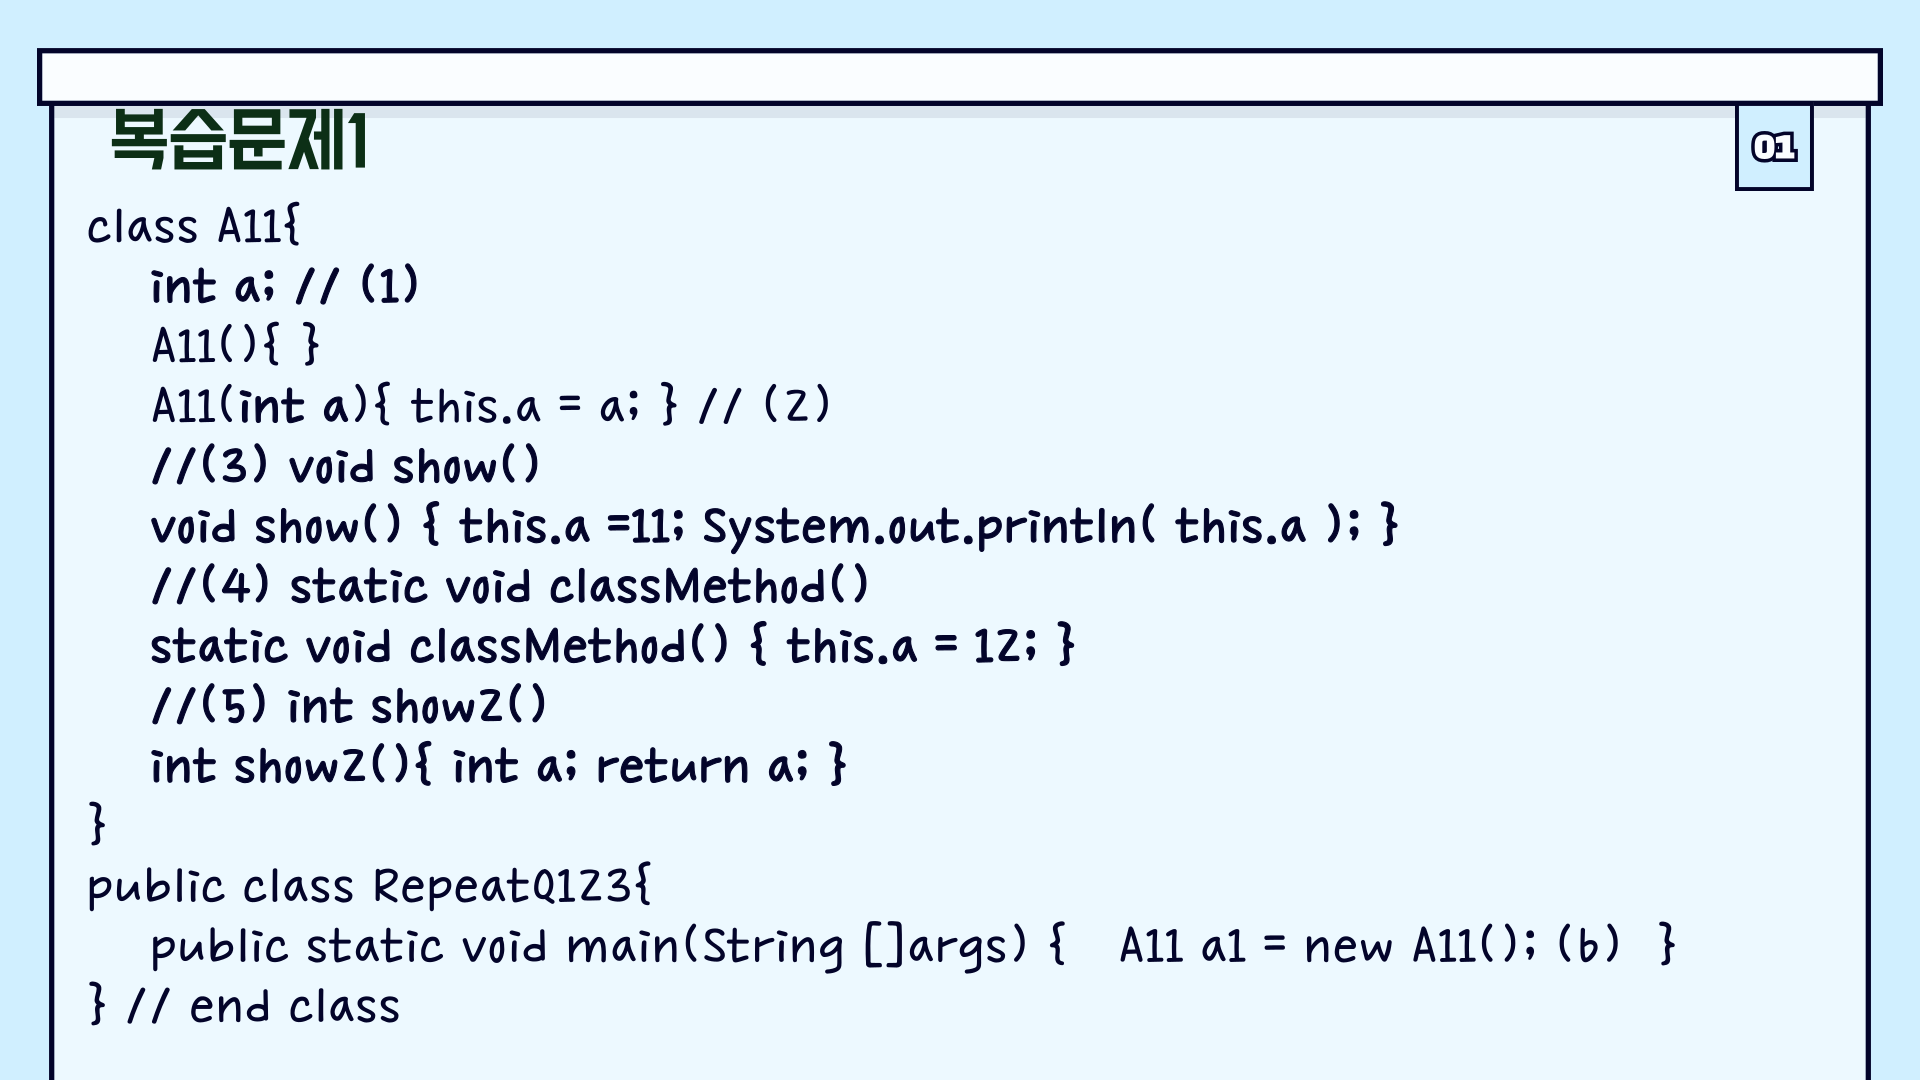 복습문제1
01
class A11{
int a; // (1)
A11(){ }
A11(int a){ this.a = a; } // (2)
//(3) void show()
void show() { this.a =11; System.out.println( this.a ); }
//(4) static void classMethod()
static void classMethod() { this.a = 12; }
//(5) int show2()
int show2(){ int a; return a; }
}
public class RepeatQ123{
public static void main(String []args) { A11 a1 = new A11(); (b) }
} // end class